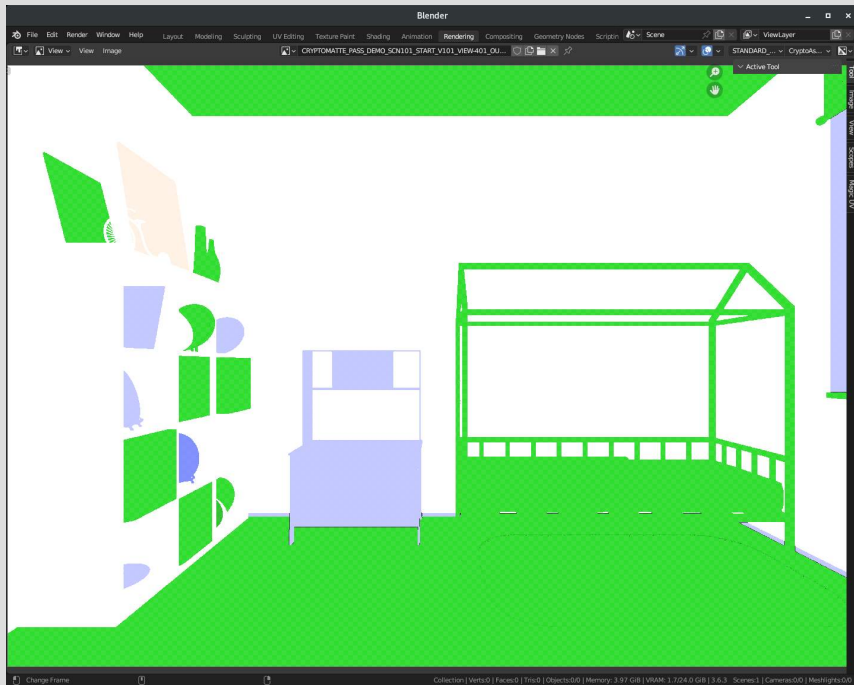 Blender
File Edit Render Window Help Layout Modeling Sculpting UV Editing Texture Paint Shading Animation Rendering Compositing Geometry Nodes Scriptin Scene ViewLayer
View View Image CRYPTOMATTE_PASS_DEMO_SCN101_START_V101_VIEW-401_OU... STANDARD_... CryptoAs...
Active Tool
Tool
Image
View
Scopes
Magic UV
Change Frame Collection | Verts:0 | Faces:0 | Tris:0 | Objects:0/0 | Memory: 3.97 GiB | VRAM: 1.7/24.0 GiB | 3.6.3 Scenes:1 | Cameras:0/0 | Meshlights:0/0